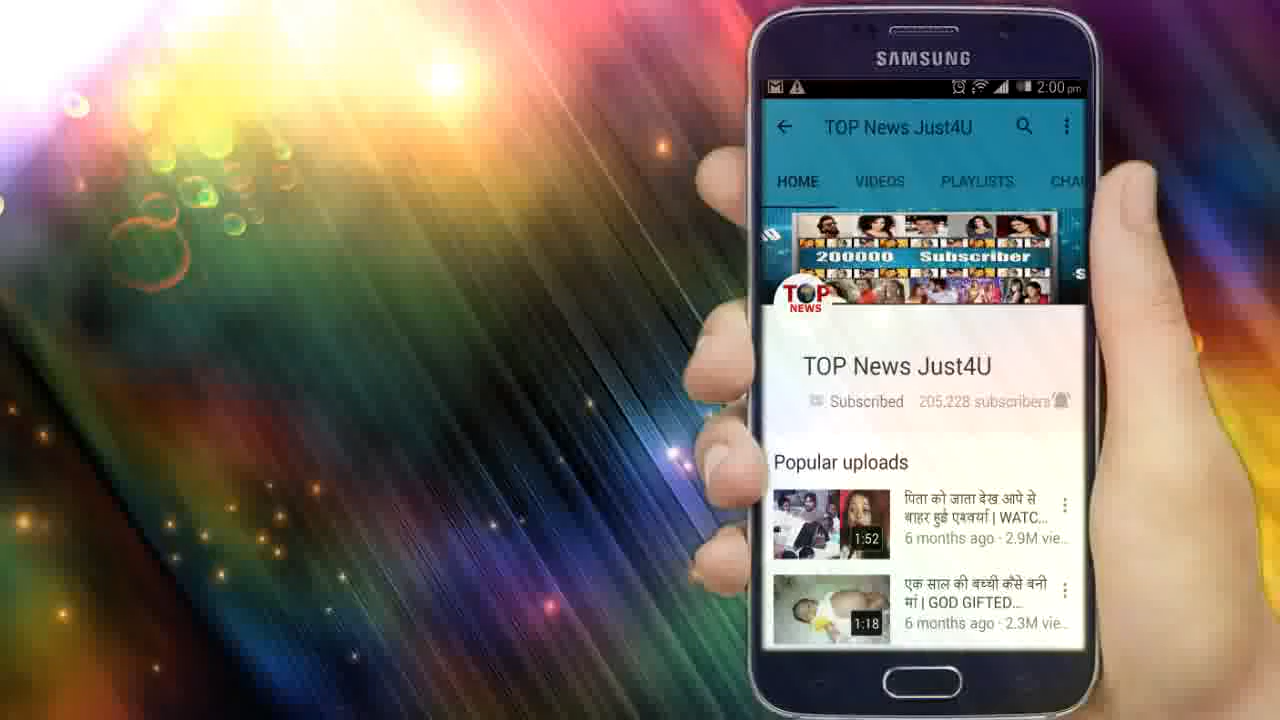 SAMSUNG
2:00 pm
TOP News Just4U
HOME VIDEOS PLAYLISTS CHA
200000 Subscriber
TOP
NEWS
TOP News Just4U
Subscribed 205,228 subscribers
Popular uploads
पिता को जाता देख आपे से
बाहर हुई एश्वर्या | WATC...
6 months ago · 2.9M vie..
1:52
एक साल की बच्ची कैसे बनी
मां | GOD GIFTED...
6 months ago · 2.3M vie..
1:18